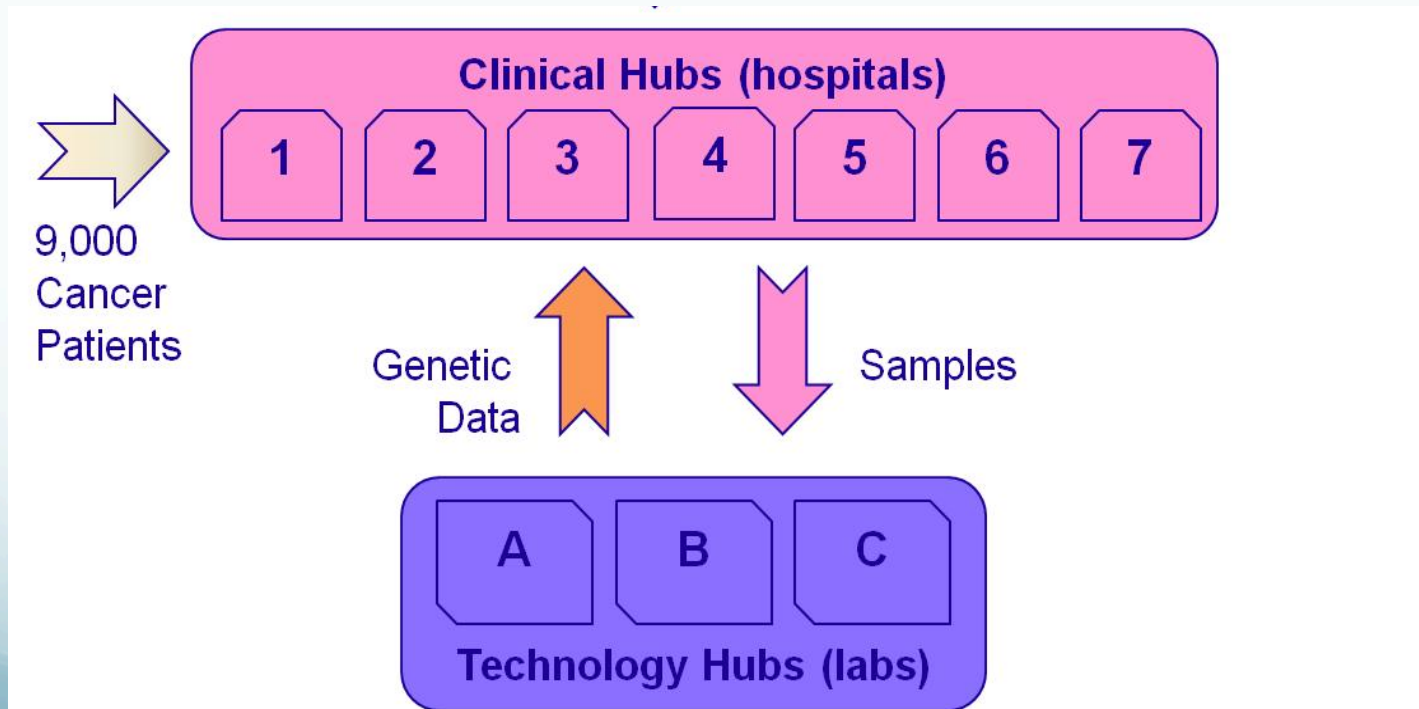 Clinical Hubs (hospitals)
1 2 3 4 5 6 7
9,000
Cancer
Patients
Genetic
Data
Samples
A B C
Technology Hubs (labs)